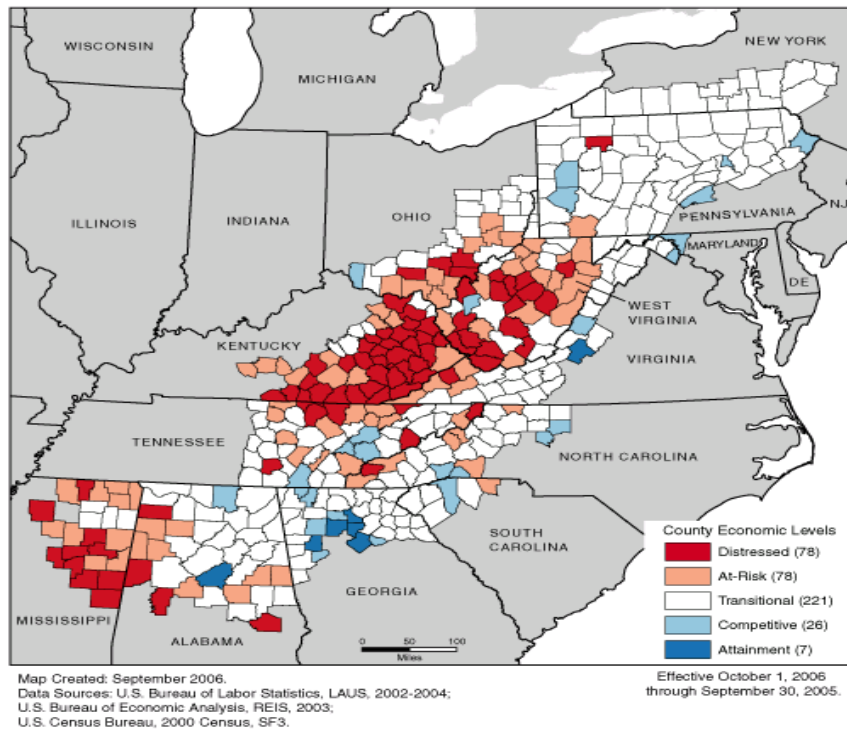 WISCONSIN
NEW YORK
MICHIGAN
ILLINOIS
INDIANA
OHIO
PENNSYLVANIA
NJ
MARYLAND
DE
WEST
VIRGINIA
KENTUCKY
VIRGINIA
TENNESSEE
NORTH CAROLINA
SOUTH
CAROLINA
GEORGIA
MISSISSIPPI
ALABAMA
County Economic Levels
Distressed (78)
At-Risk (78)
Transitional (221)
Competitive (26)
Attainment (7)
0 50 100
Miles
Map Created: September 2006.
Data Sources: U.S. Bureau of Labor Statistics, LAUS, 2002-2004;
U.S. Bureau of Economic Analysis, REIS, 2003;
U.S. Census Bureau, 2000 Census, SF3.
Effective October 1, 2006
through September 30, 2005.